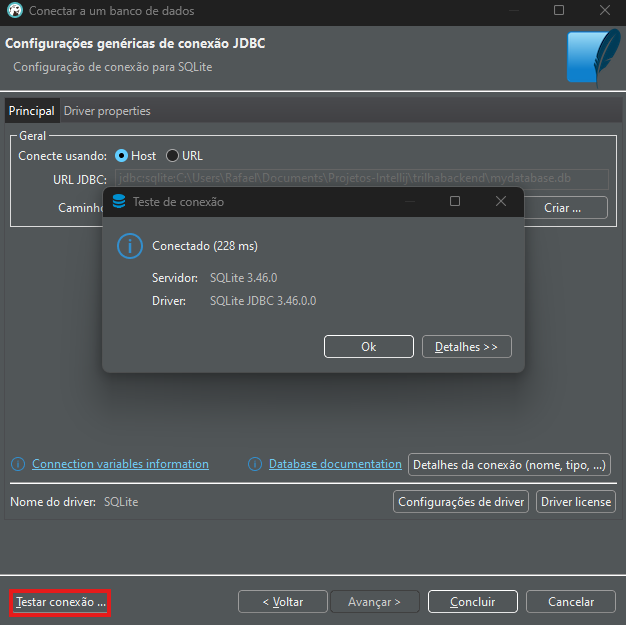 Conectar a um banco de dados
Configurações genéricas de conexão JDBC
Configuração de conexão para SQLite
Principal Driver properties
Geral
Conecte usando: Host URL
URL JDBC: jdbc:sqlite:C:\Users\Rafael\Documents\Projetos-Intellij\trilhabackend\mydatabase.db
Criar ...
Teste de conexão
Conectado (228 ms)
Servidor: SQLite 3.46.0
Driver: SQLite JDBC 3.46.0.0
Ok Detalhes >>
Connection variables information Database documentation Detalhes da conexão (nome, tipo, ...)
Nome do driver: SQLite Configurações de driver Driver license
Testar conexão ... < Voltar Avançar > Concluir Cancelar